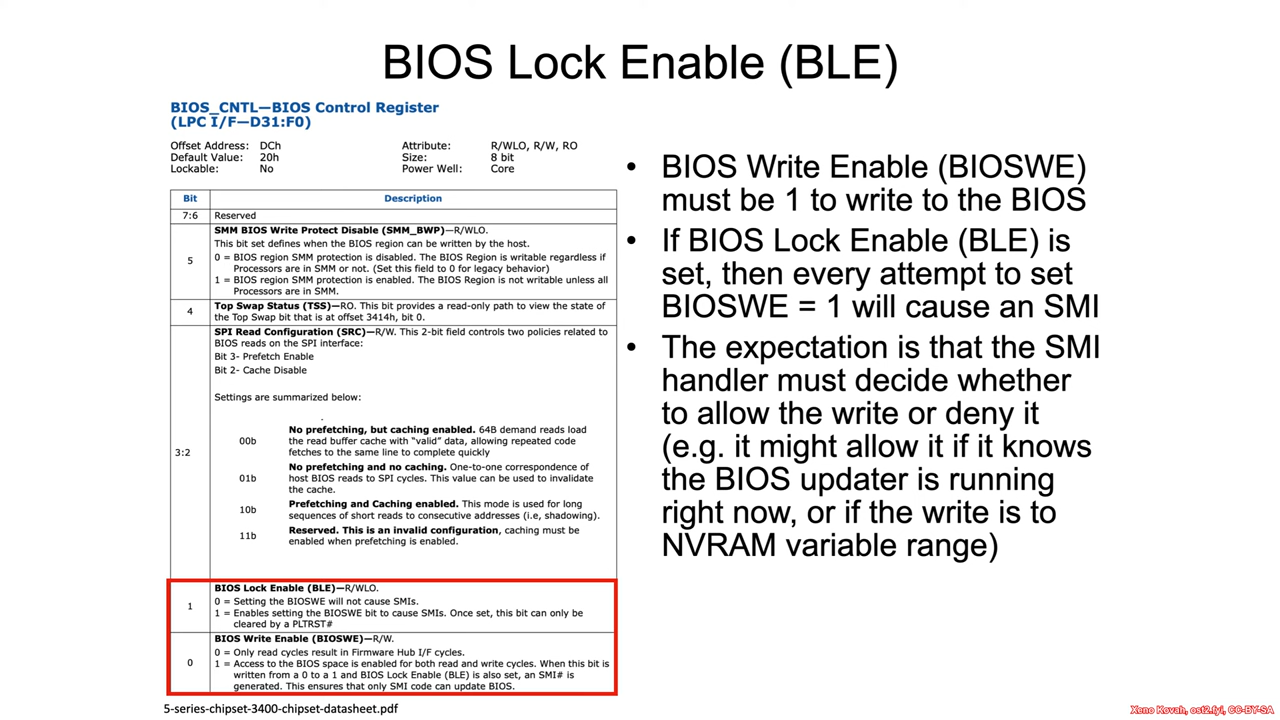 BIOS Lock Enable (BLE)
BIOS_CNTL—BIOS Control Register
(LPC I/F—D31:F0)
Offset Address: DCh Attribute: R/WLO, R/W, RO
Default Value: 20h Size: 8 bit
Lockable: No Power Well: Core
Bit Description
7:6 Reserved
5
SMM BIOS Write Protect Disable (SMM_BWP)—R/WLO.
This bit set defines when the BIOS region can be written by the host.
0 = BIOS region SMM protection is disabled. The BIOS Region is writable regardless if
Processors are in SMM or not. (Set this field to 0 for legacy behavior)
1 = BIOS region SMM protection is enabled. The BIOS Region is not writable unless all
Processors are in SMM.
4
Top Swap Status (TSS)—RO. This bit provides a read-only path to view the state of
the Top Swap bit that is at offset 3414h, bit 0.
3:2
SPI Read Configuration (SRC)—R/W. This 2-bit field controls two policies related to
BIOS reads on the SPI interface:
Bit 3- Prefetch Enable
Bit 2- Cache Disable
Settings are summarized below:
00b
No prefetching, but caching enabled. 64B demand reads load
the read buffer cache with “valid” data, allowing repeated code
fetches to the same line to complete quickly
01b
No prefetching and no caching. One-to-one correspondence of
host BIOS reads to SPI cycles. This value can be used to invalidate
the cache.
10b
Prefetching and Caching enabled. This mode is used for long
sequences of short reads to consecutive addresses (i.e, shadowing).
11b
Reserved. This is an invalid configuration, caching must be
enabled when prefetching is enabled.
1
BIOS Lock Enable (BLE)—R/WLO.
0 = Setting the BIOSWE will not cause SMIs.
1 = Enables setting the BIOSWE bit to cause SMIs. Once set, this bit can only be
cleared by a PLTRST#
0
BIOS Write Enable (BIOSWE)—R/W.
0 = Only read cycles result in Firmware Hub I/F cycles.
1 = Access to the BIOS space is enabled for both read and write cycles. When this bit is
written from a 0 to a 1 and BIOS Lock Enable (BLE) is also set, an SMI# is
generated. This ensures that only SMI code can update BIOS.
5-series-chipset-3400-chipset-datasheet.pdf
• BIOS Write Enable (BIOSWE)
must be 1 to write to the BIOS
• If BIOS Lock Enable (BLE) is
set, then every attempt to set
BIOSWE = 1 will cause an SMI
• The expectation is that the SMI
handler must decide whether
to allow the write or deny it
(e.g. it might allow it if it knows
the BIOS updater is running
right now, or if the write is to
NVRAM variable range)
Xeno Kovah, ost2.fyi, CC-BY-SA